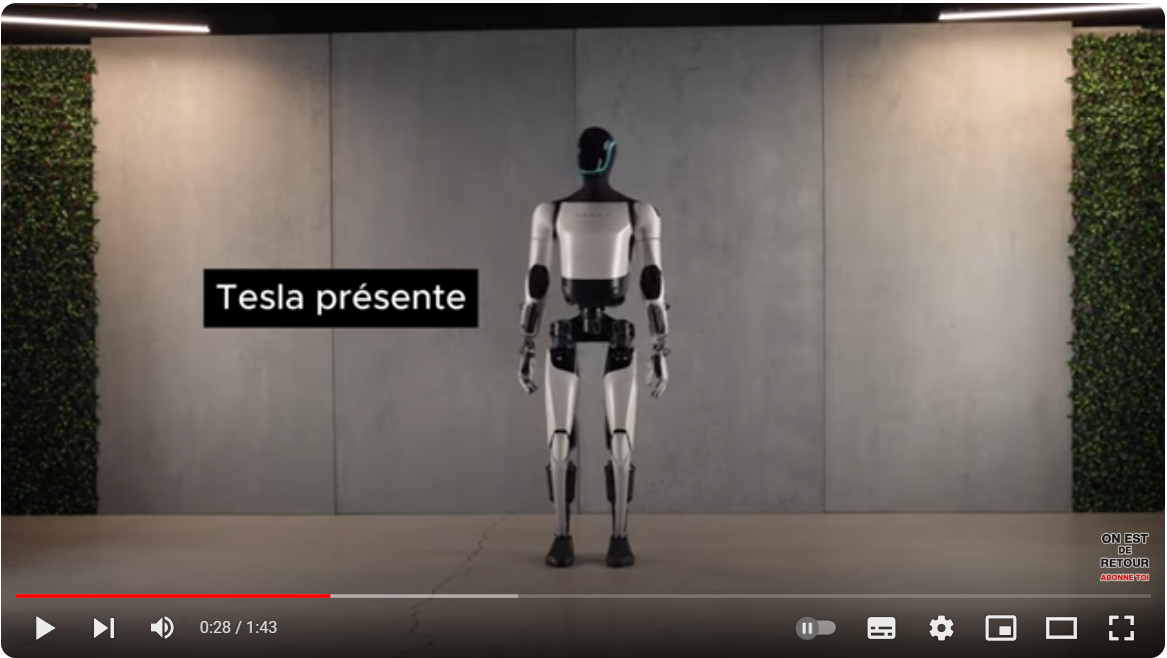 Tesla présente
ON EST
DE
RETOUR
ABONNE TOI
0:28 / 1:43